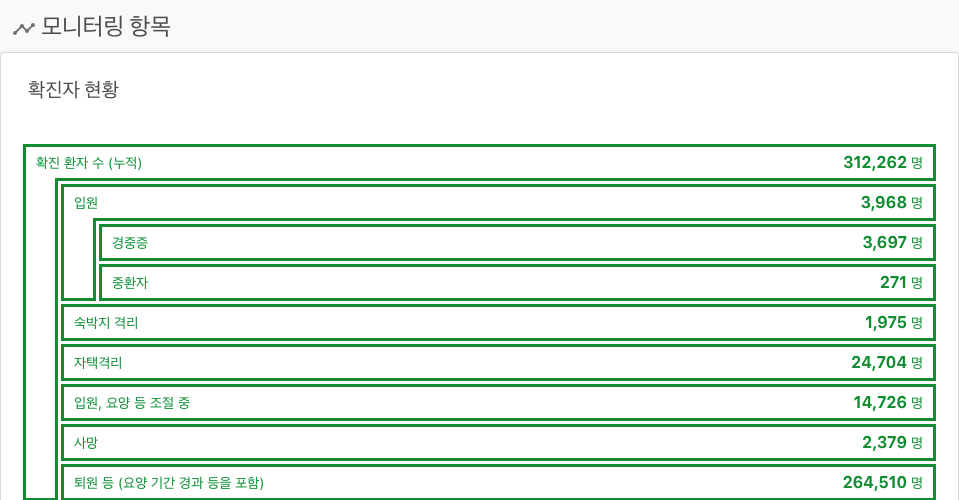 모니터링 항목
확진자 현황
확진 환자 수 (누적) 312,262 명
입원 3,968 명
경중증 3,697 명
중환자 271 명
숙박지 격리 1,975 명
자택격리 24,704 명
입원, 요양 등 조절 중 14,726 명
사망 2,379 명
퇴원 등 (요양 기간 경과 등을 포함) 264,510 명